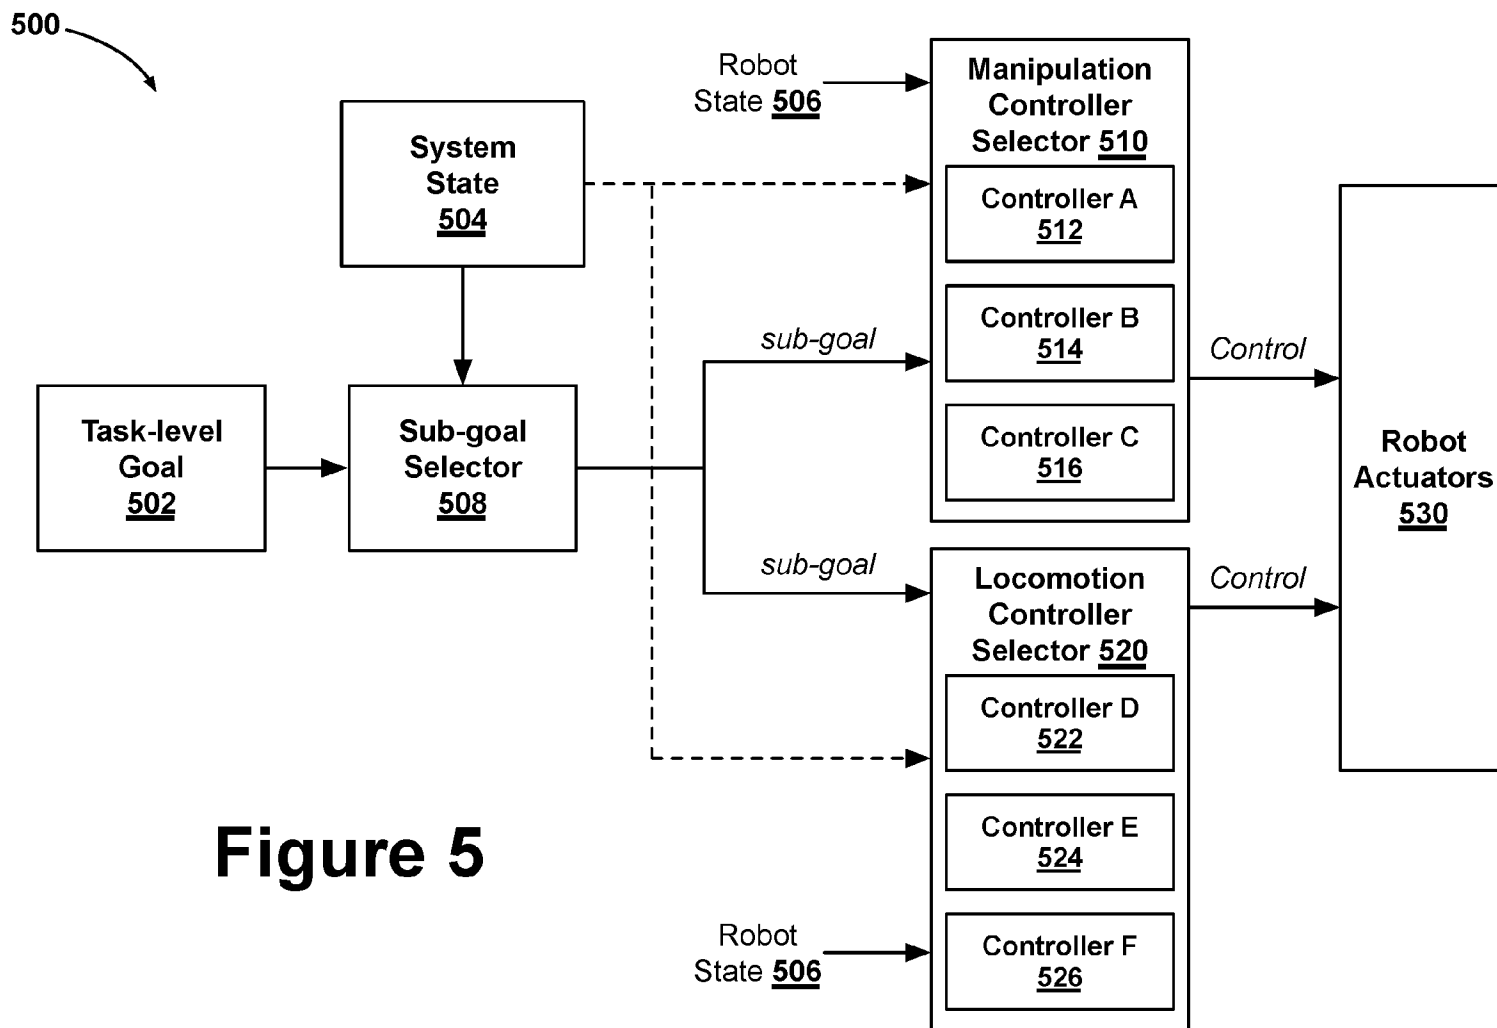 500
Robot
State 506
System
State
504
Task-level
Goal
502
Sub-goal
Selector
508
sub-goal
sub-goal
Manipulation
Controller
Selector 510
Controller A
512
Controller B
514
Controller C
516
Control
Locomotion
Controller
Selector 520
Controller D
522
Controller E
524
Controller F
526
Control
Robot
Actuators
530
Robot
State 506
Figure 5